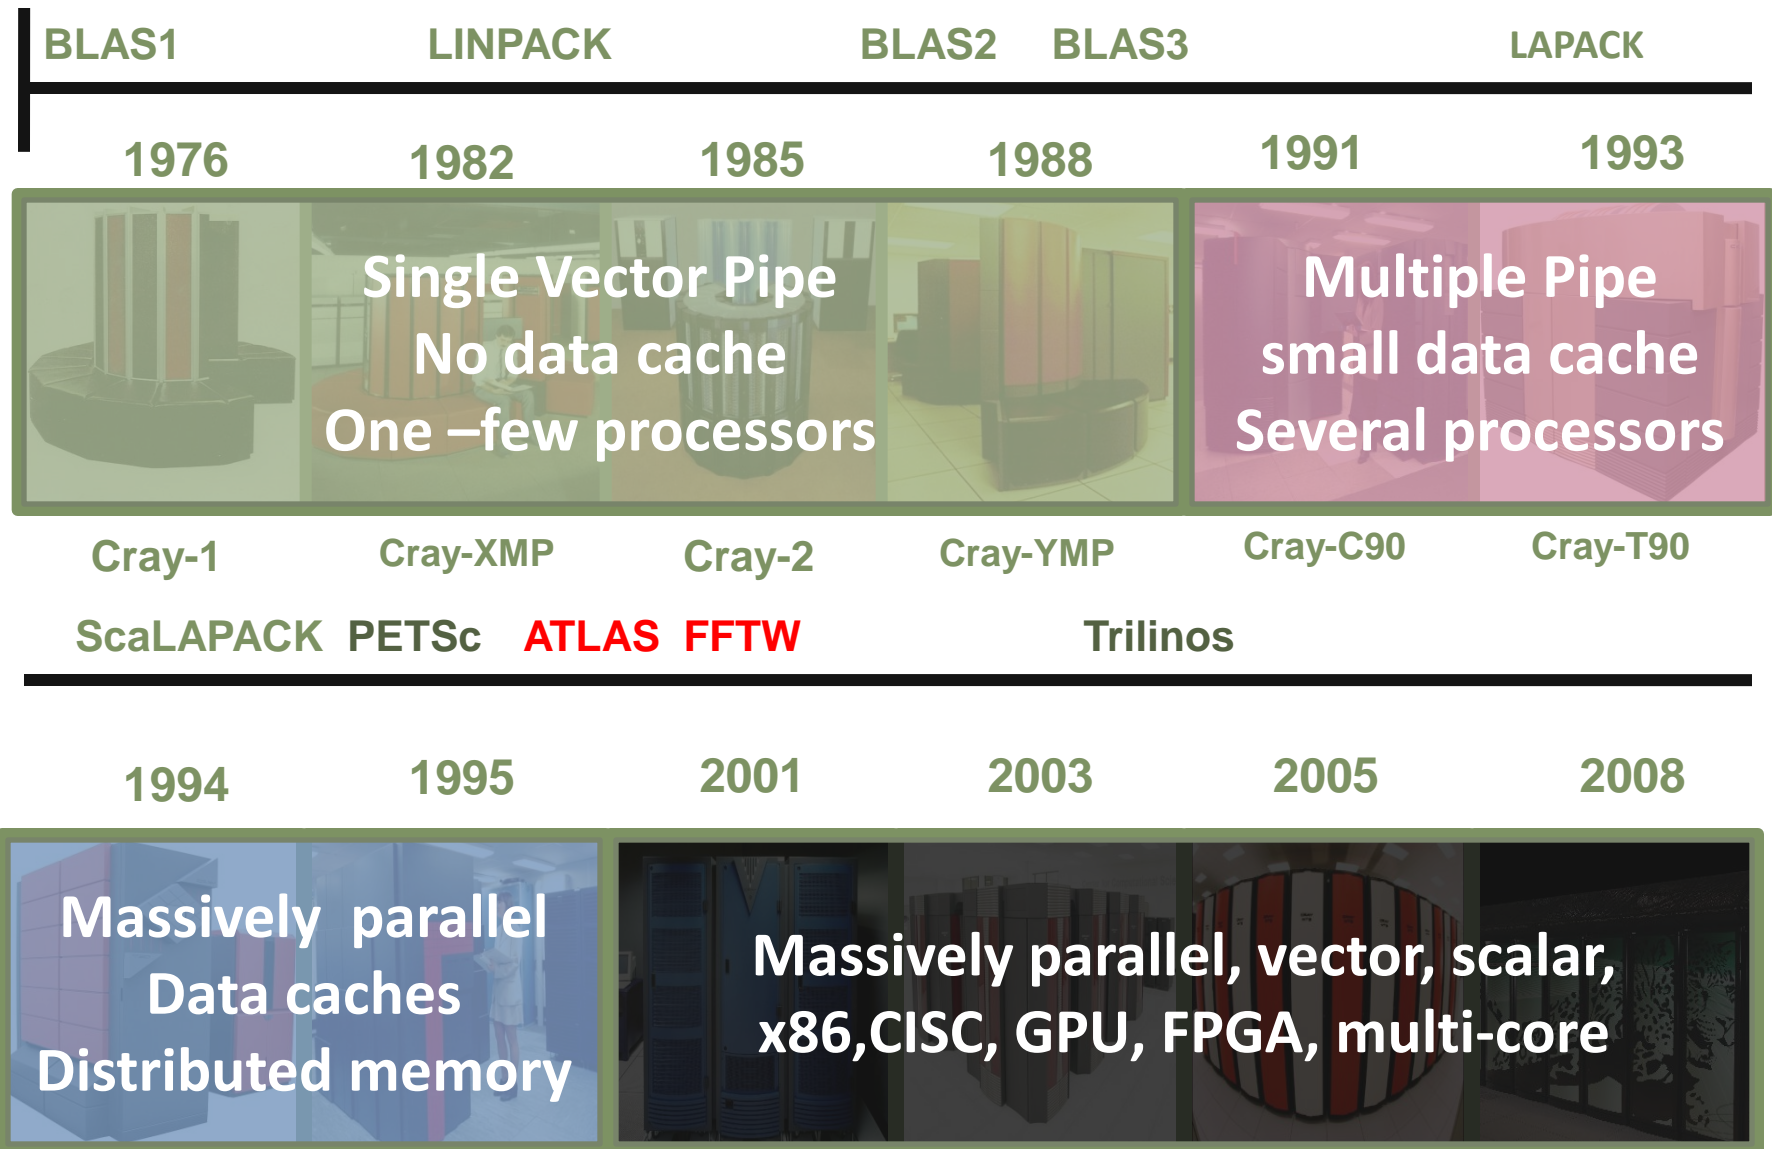 BLAS1 LINPACK BLAS2 BLAS3 LAPACK
1976 1982 1985 1988 1991 1993
Single Vector Pipe
No data cache
One –few processors
Multiple Pipe
small data cache
Several processors
Cray-1 Cray-XMP Cray-2 Cray-YMP Cray-C90 Cray-T90
ScaLAPACK PETSc ATLAS FFTW Trilinos
1994 1995 2001 2003 2005 2008
Massively parallel
Data caches
Distributed memory
Massively parallel, vector, scalar,
x86,CISC, GPU, FPGA, multi-core